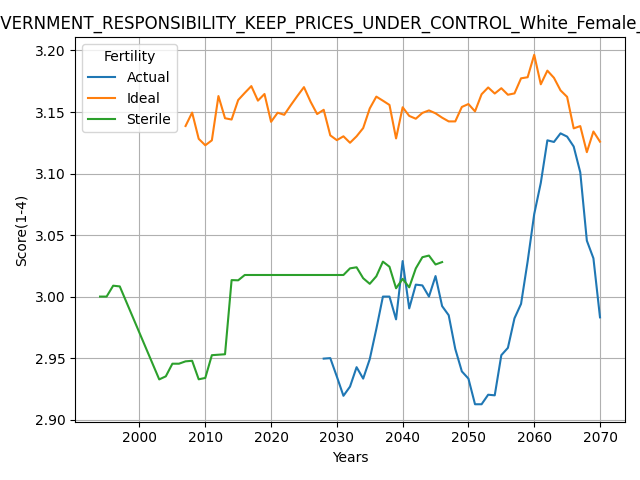 VERNMENT_RESPONSIBILITY_KEEP_PRICES_UNDER_CONTROL_White_Female_
Fertility
Actual
Ideal
Sterile
3.20
3.15
3.10
3.05
3.00
2.95
2.90
Score(1-4)
2000 2010 2020 2030 2040 2050 2060 2070
Years